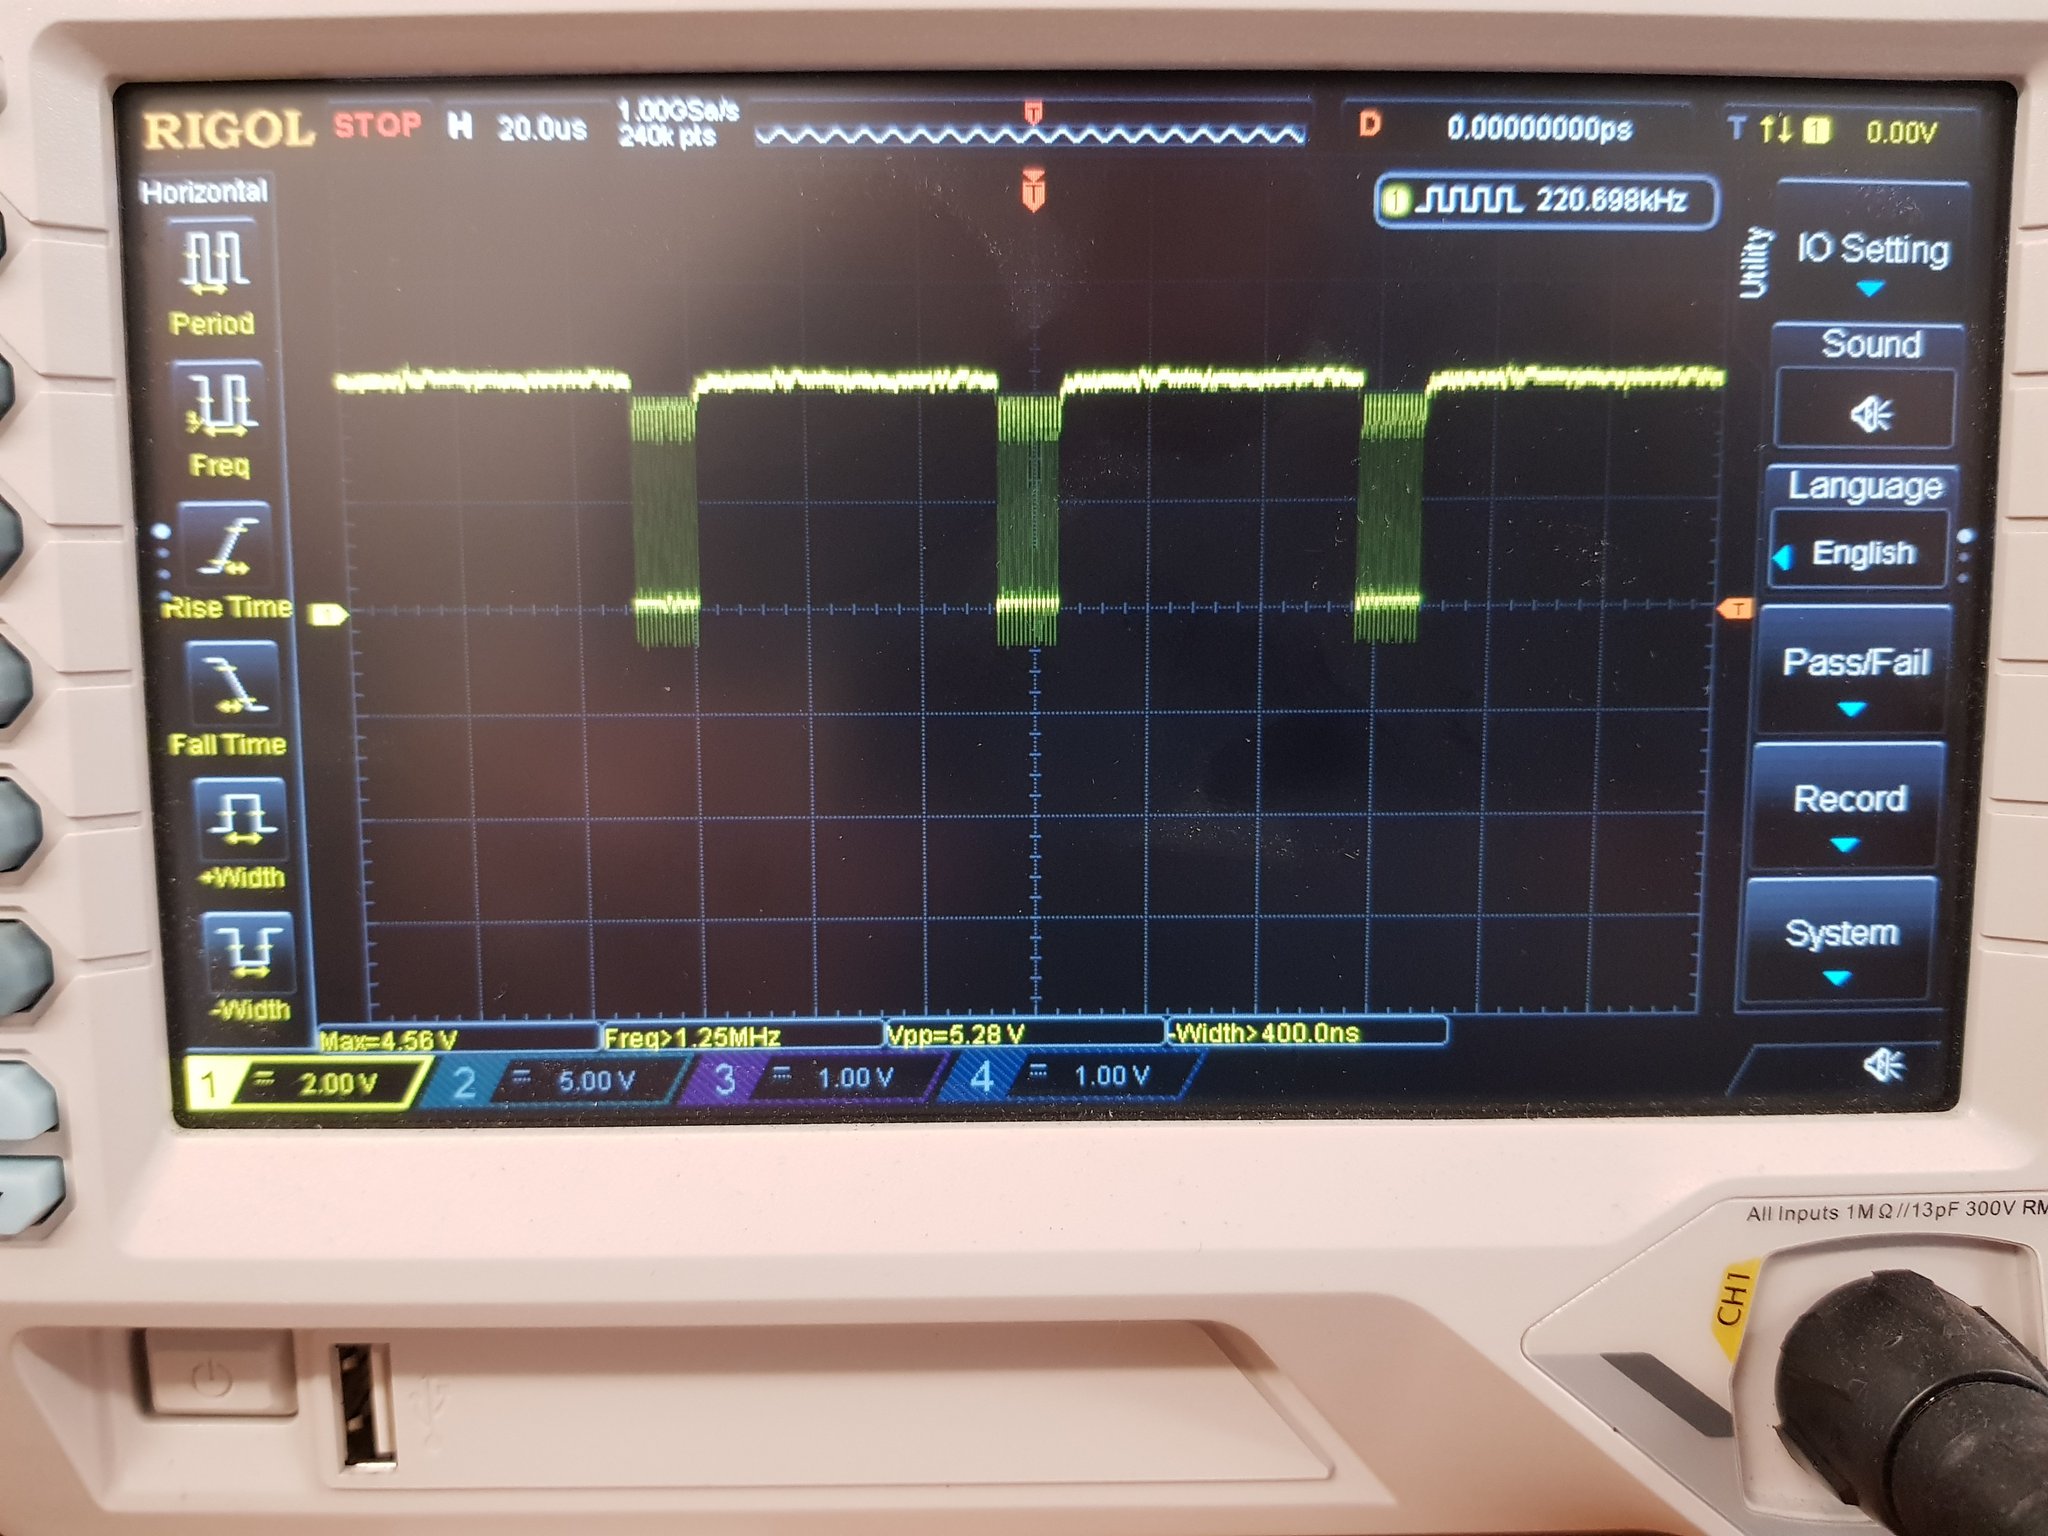 RIGOL STOP H 20.0us 1.00GSa/s 240k pts T D 0.00000000ps T 1 0.00V
Horizontal
T
1 220.698kHz
Utility
IO Setting
Period
Sound
Freq
Language
English
Rise Time
1
T
Pass/Fail
Fall Time
Record
+Width
System
-Width
Max=4.56 V Freq>1.25MHz Vpp=5.28 V -Width>400.0ns
1 2.00 V 2 5.00 V 3 1.00 V 4 1.00 V
All Inputs 1MΩ//13pF 300V RM
CH1